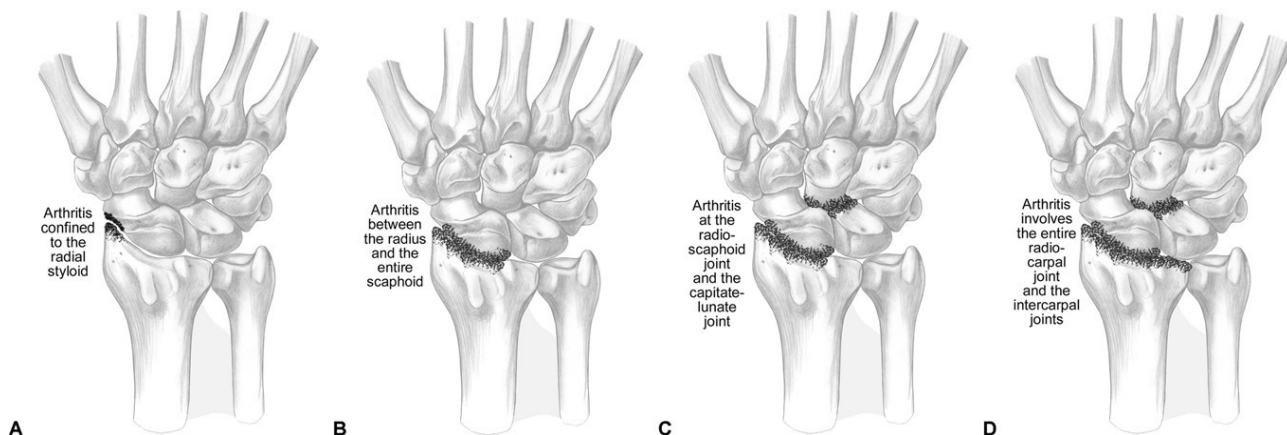 Arthritis
confined
to the
radial
styloid
A
Arthritis
between
the radius
and the
entire
scaphoid
B
Arthritis
at the
radio-
scaphoid
joint
and the
capitate-
lunate
joint
C
Arthritis
involves
the entire
radio-
carpal
joint
and the
intercarpal
joints
D